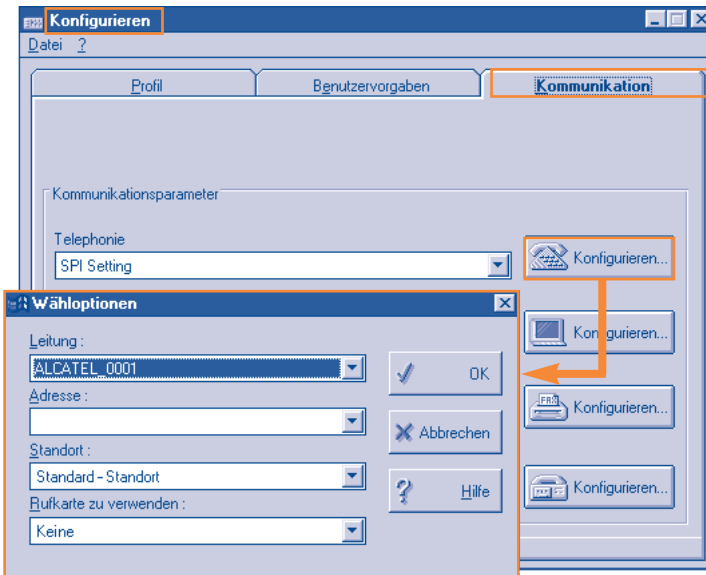 Konfigurieren
Datei ?
Profil
Benutzervorgaben
Kommunikation
Kommunikationsparameter
Telephonie
SPI Setting
Konfigurieren...
Konfigurieren...
Konfigurieren...
Konfigurieren...
Wähloptionen
Leitung :
ALCATEL_0001
OK
Adresse :
Abbrechen
Standort :
Standard - Standort
Hilfe
Rufkarte zu verwenden :
Keine